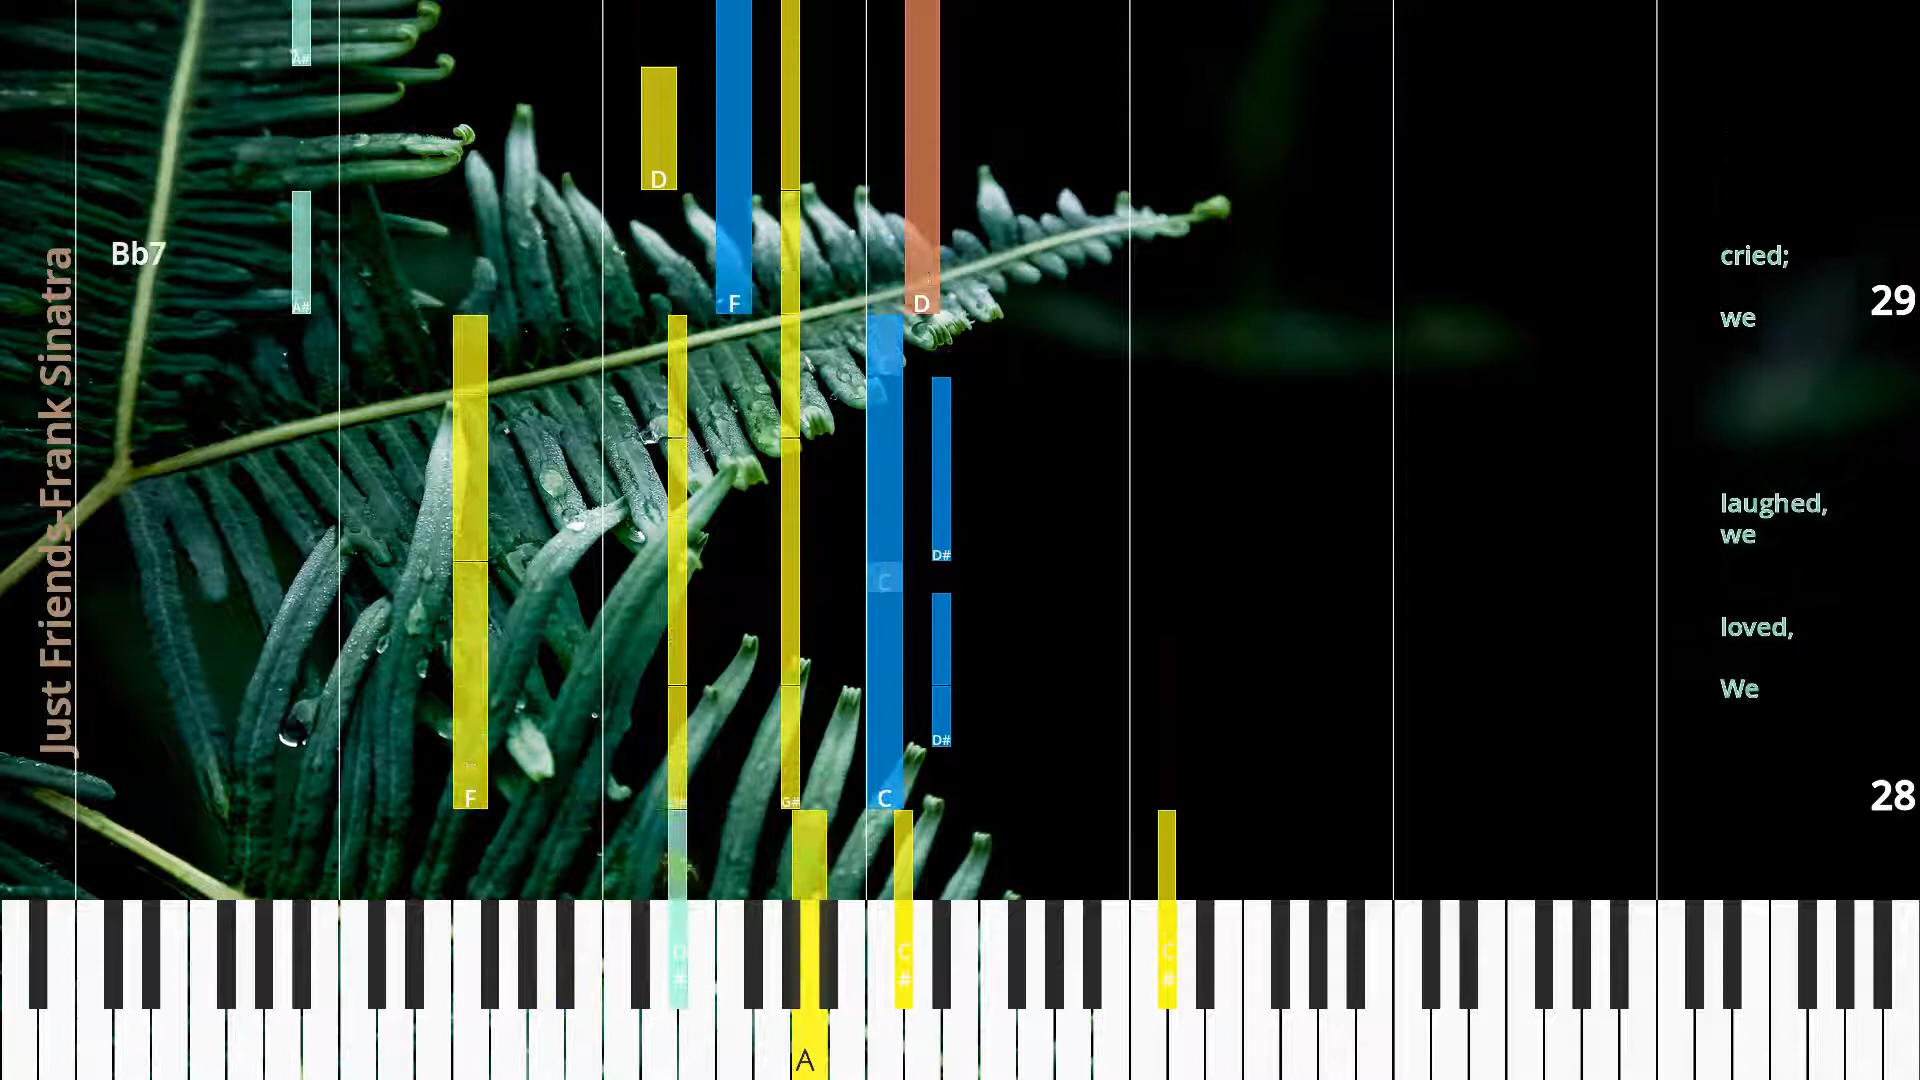 A#
D
A#
Bb7
F
D
cried;
29
we
Just Friends-Frank Sinatra
laughed,
we
D#
C
loved,
We
D#
F
G#
C
28
D
#
C
#
C
#
A